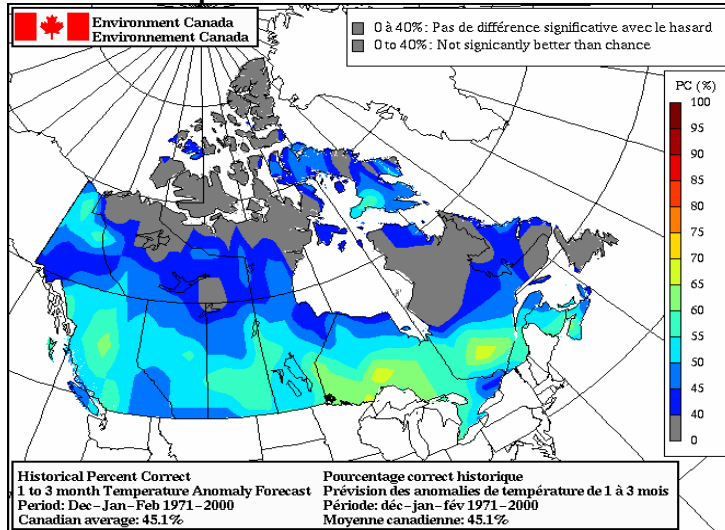 Environment Canada
Environnement Canada
0 à 40% : Pas de différence significative avec le hasard
0 to 40% : Not signicantly better than chance
PC (%)
100
95
90
85
80
75
70
65
60
55
50
45
40
0
Historical Percent Correct
1 to 3 month Temperature Anomaly Forecast
Period: Dec-Jan-Feb 1971-2000
Canadian average: 45.1%
Pourcentage correct historique
Prévision des anomalies de température de 1 à 3 mois
Période: déc-jan-fév 1971-2000
Moyenne canadienne: 45.1%